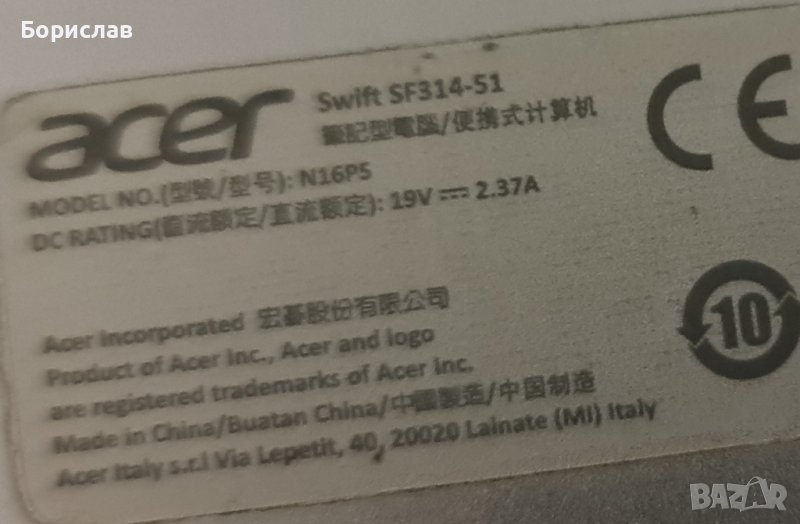 Борислав
acer
Swift SF314-51
筆記型電腦/便携式计算机
MODEL NO.(型號/型号): N16P5
DC RATING(直流額定/直流额定): 19V ⎓ 2.37A
CE
Acer Incorporated 宏碁股份有限公司
Product of Acer Inc., Acer and logo
are registered trademarks of Acer Inc.
Made in China/Buatan China/中國製造/中国制造
Acer Italy s.r.l Via Lepetit, 40, 20020 Lainate (MI) Italy
10
BAZAR